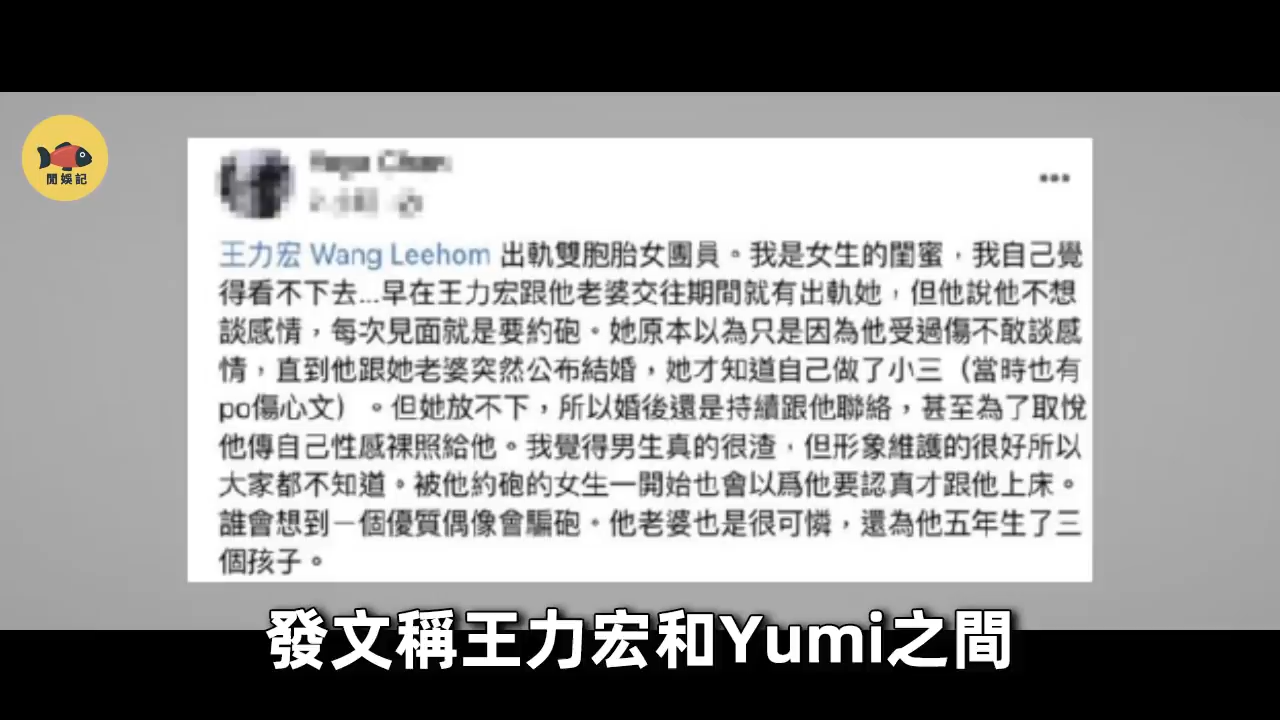 閒娛記
王力宏 Wang Leehom 出軌雙胞胎女團員。我是女生的閨蜜，我自己覺
得看不下去...早在王力宏跟他老婆交往期間就有出軌她，但他說他不想
談感情，每次見面就是要約砲。她原本以為只是因為他受過傷不敢談感
情，直到他跟她老婆突然公布結婚，她才知道自己做了小三（當時也有
po傷心文）。但她放不下，所以婚後還是持續跟他聯絡，甚至為了取悅
他傳自己性感裸照給他。我覺得男生真的很渣，但形象維護的很好所以
大家都不知道。被他約砲的女生一開始也會以爲他要認真才跟他上床。
誰會想到一個優質偶像會騙砲。他老婆也是很可憐，還為他五年生了三
個孩子。
發文稱王力宏和Yumi之間